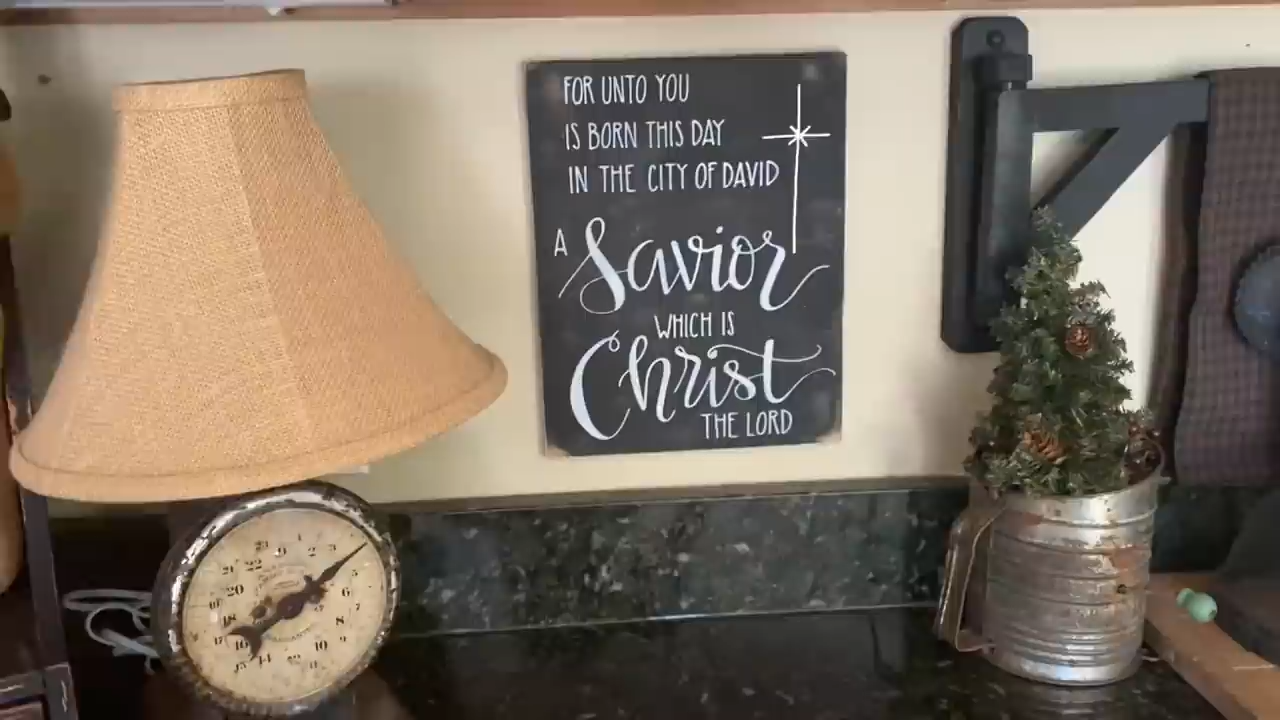 FOR UNTO YOU
IS BORN THIS DAY
IN THE CITY OF DAVID
A Savior
WHICH IS
Christ
THE LORD